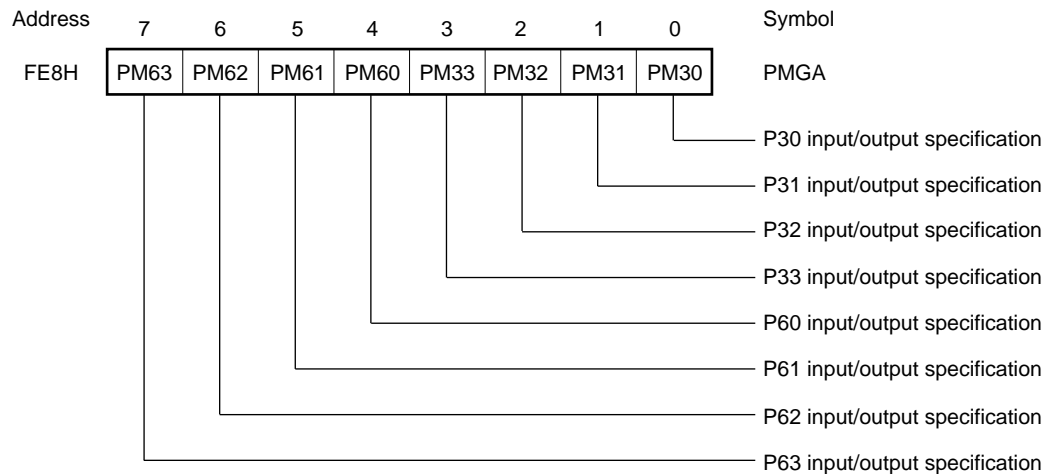 Address 7 6 5 4 3 2 1 0 Symbol
FE8H PM63 PM62 PM61 PM60 PM33 PM32 PM31 PM30 PMGA
P30 input/output specification
P31 input/output specification
P32 input/output specification
P33 input/output specification
P60 input/output specification
P61 input/output specification
P62 input/output specification
P63 input/output specification